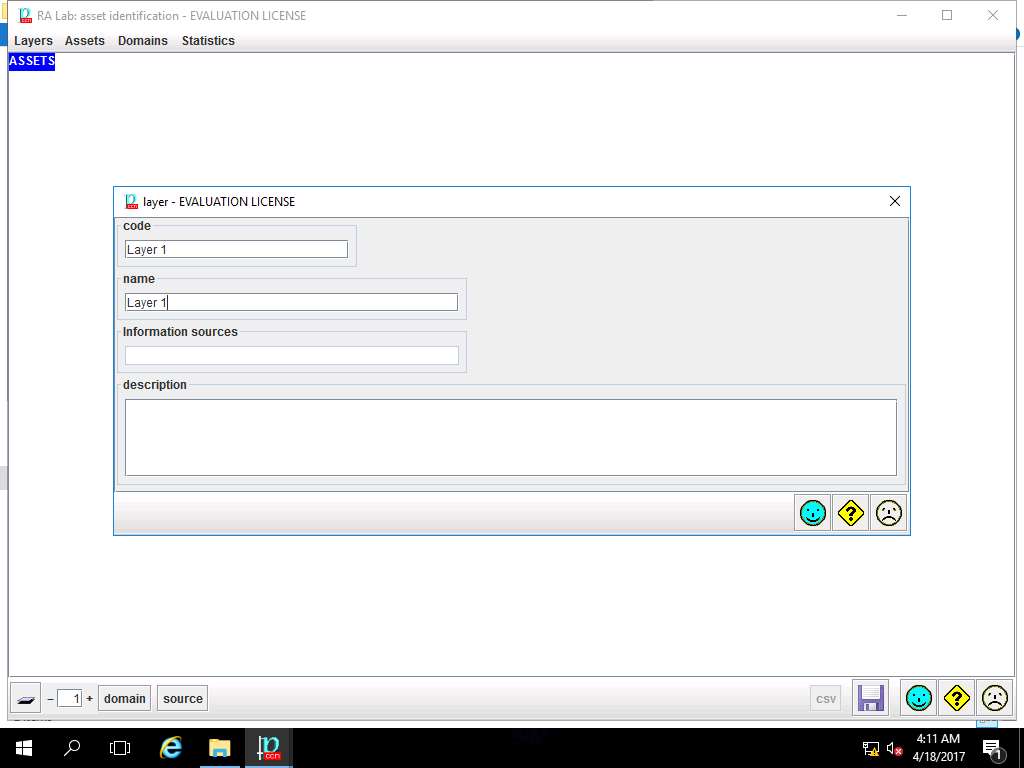 RA Lab: asset identification - EVALUATION LICENSE
Layers Assets Domains Statistics
ASSETS
layer - EVALUATION LICENSE
code
Layer 1
name
Layer 1
Information sources
description
?
- 1 + domain source csv ?
4:11 AM
4/18/2017
1